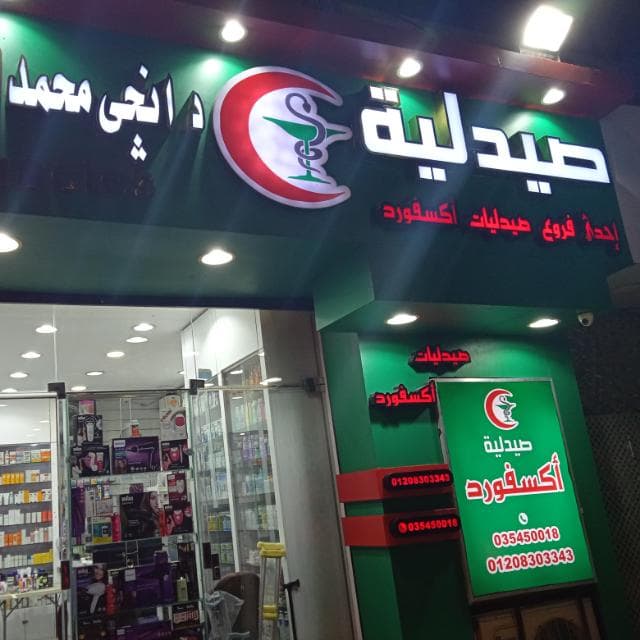 صيدلية
د انجي محمد
إحدى فروع صيدليات أكسفورد
صيدليات
أكسفورد
01208303343
035450018
صيدلية
أكسفورد
035450018
01208303343